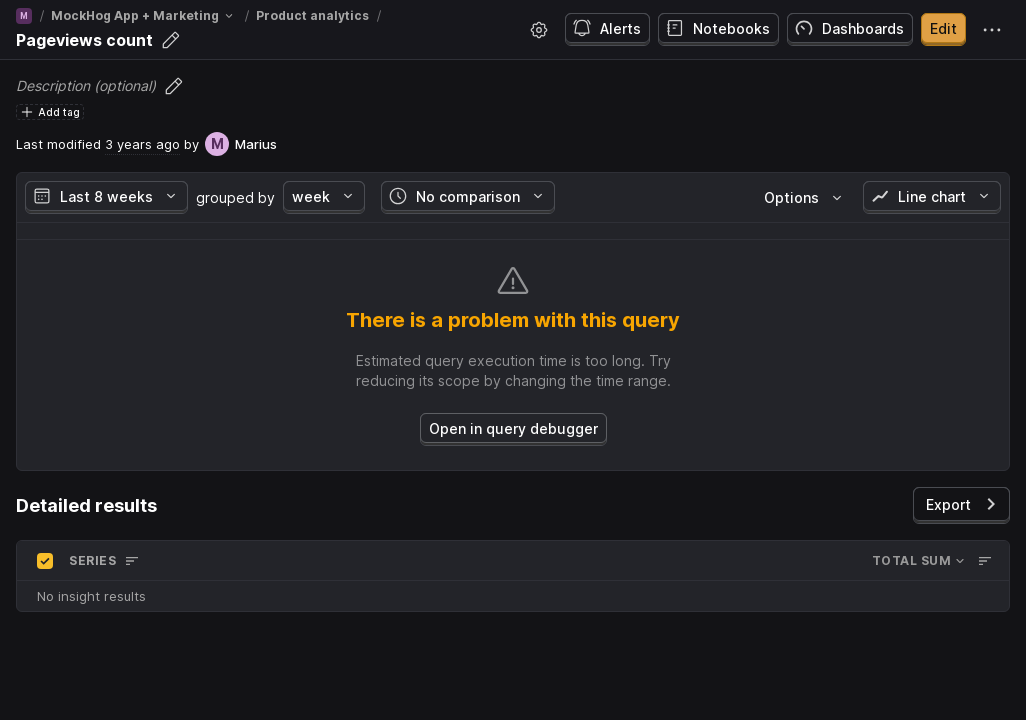 M / MockHog App + Marketing / Product analytics /
Pageviews count
Alerts
Notebooks
Dashboards
Edit
Description (optional)
Add tag
Last modified 3 years ago by M Marius
Last 8 weeks grouped by week No comparison Options Line chart
There is a problem with this query
Estimated query execution time is too long. Try
reducing its scope by changing the time range.
Open in query debugger
Detailed results
Export
SERIES TOTAL SUM
No insight results